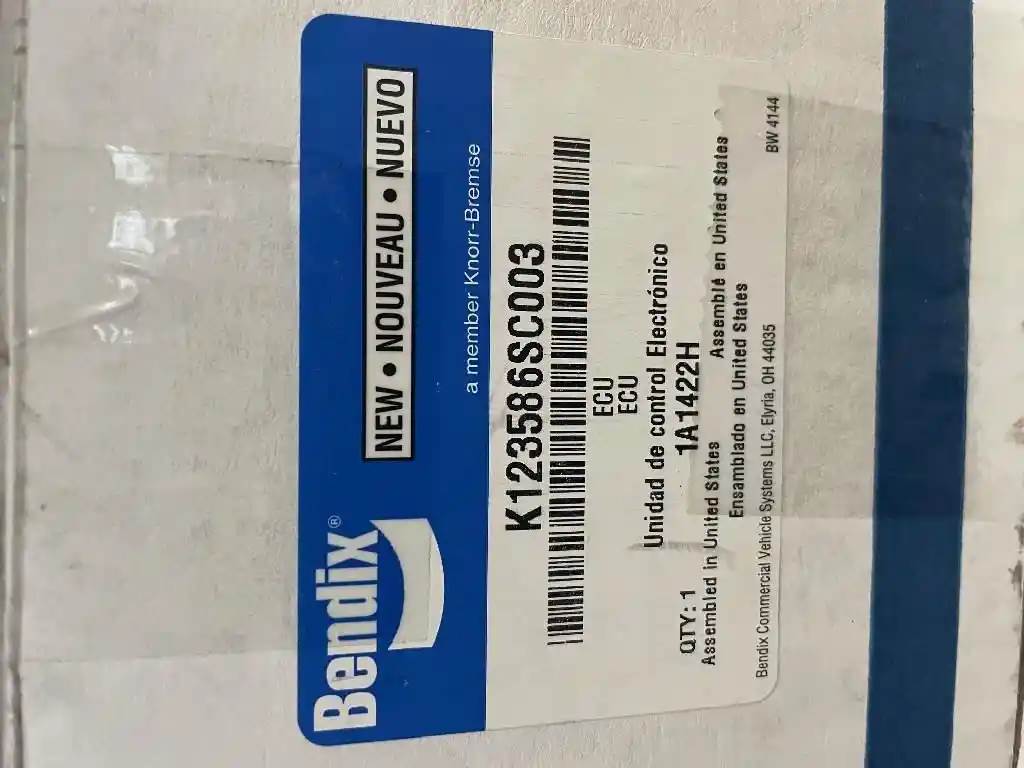 Bendix®
NEW • NOUVEAU • NUEVO
a member Knorr-Bremse
K123586SC003
ECU
ECU
Unidad de control Electrónico
QTY: 1 1A1422H
Assembled in United States Assemblé en United States
Ensamblado en United States
Bendix Commercial Vehicle Systems LLC, Elyria, OH 44035 BW 4144